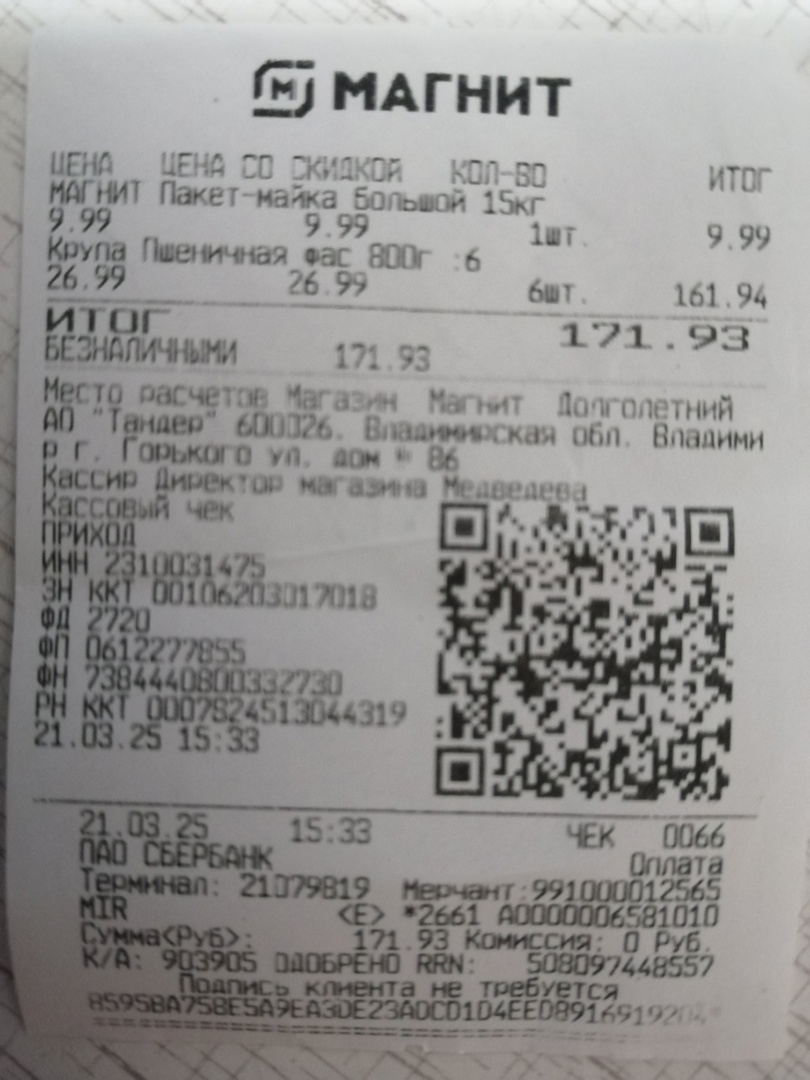 МАГНИТ
ЦЕНА ЦЕНА СО СКИДКОЙ КОЛ-ВО ИТОГ
МАГНИТ Пакет-майка большой 15кг
9.99 9.99 1шт. 9.99
Крупа Пшеничная фас 800г :6
26.99 26.99 6шт. 161.94
ИТОГ 171.93
БЕЗНАЛИЧНЫМИ 171.93
Место расчетов Магазин Магнит Долголетний
АО "Тандер" 600026. Владимирская обл. Владими
р г. Горького ул. дом № 86
Кассир Директор магазина Медведева
Кассовый чек
ПРИХОД
ИНН 2310031475
ЗН ККТ 00106203017018
ФД 2720
ФП 0612277855
ФН 7384440800332730
РН ККТ 0007824513044319
21.03.25 15:33
21.03.25 15:33 ЧЕК 0066
ПАО СБЕРБАНК Оплата
Терминал: 21079819 Мерчант:991000012565
MIR <E> *2661 A0000006581010
Сумма<Руб>: 171.93 Комиссия: 0 Руб.
К/А: 903905 ОДОБРЕНО RRN: 508097448557
Подпись клиента не требуется